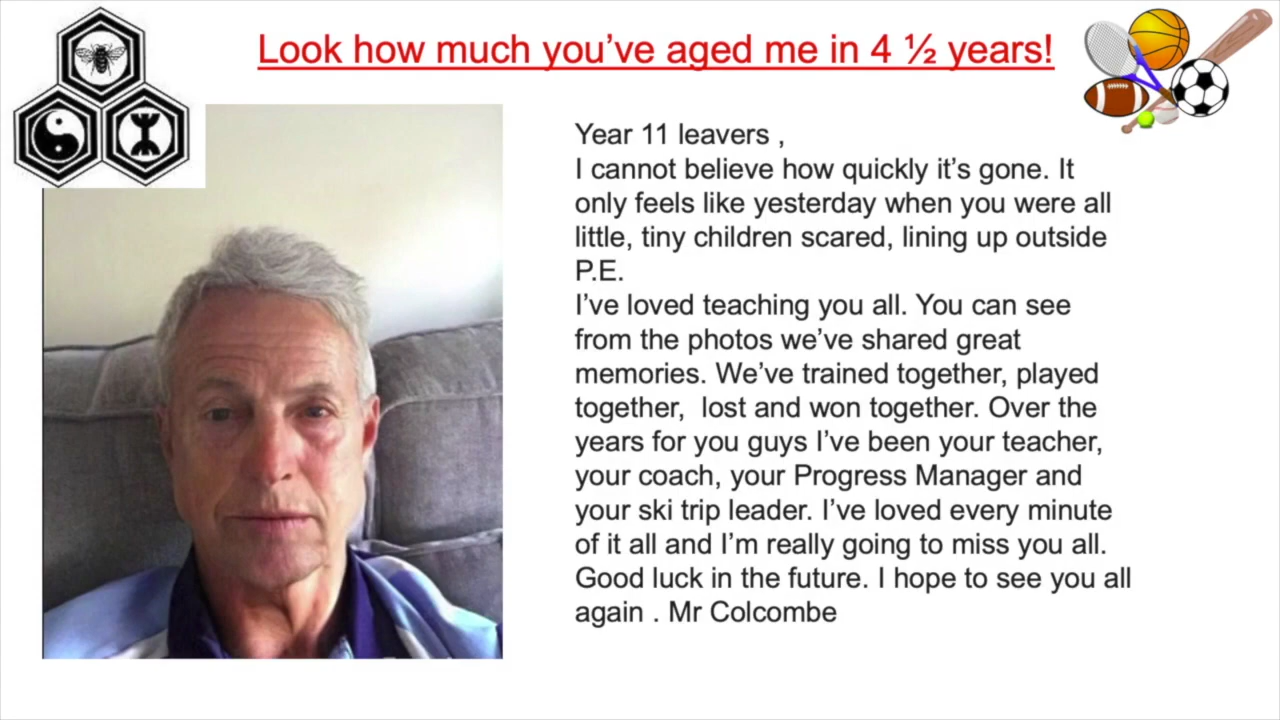 Look how much you’ve aged me in 4 ½ years!
Year 11 leavers ,
I cannot believe how quickly it’s gone. It
only feels like yesterday when you were all
little, tiny children scared, lining up outside
P.E.
I’ve loved teaching you all. You can see
from the photos we’ve shared great
memories. We’ve trained together, played
together,  lost and won together. Over the
years for you guys I’ve been your teacher,
your coach, your Progress Manager and
your ski trip leader. I’ve loved every minute
of it all and I’m really going to miss you all.
Good luck in the future. I hope to see you all
again . Mr Colcombe